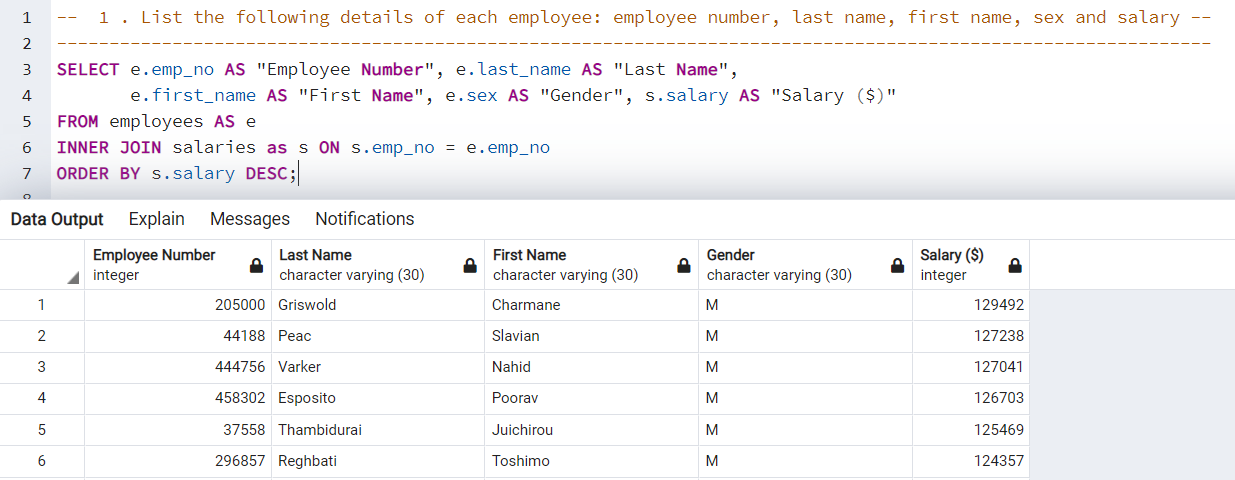 1 -- 1 . List the following details of each employee: employee number, last name, first name, sex and salary --
2 --------------------------------------------------------------------------------------------------------------
3 SELECT e.emp_no AS "Employee Number", e.last_name AS "Last Name",
4 e.first_name AS "First Name", e.sex AS "Gender", s.salary AS "Salary ($)"
5 FROM employees AS e
6 INNER JOIN salaries as s ON s.emp_no = e.emp_no
7 ORDER BY s.salary DESC;
8
Data Output Explain Messages Notifications
Employee Number Last Name First Name Gender Salary ($)
integer character varying (30) character varying (30) character varying (30) integer
1 205000 Griswold Charmane M 129492
2 44188 Peac Slavian M 127238
3 444756 Varker Nahid M 127041
4 458302 Esposito Poorav M 126703
5 37558 Thambidurai Juichirou M 125469
6 296857 Reghbati Toshimo M 124357